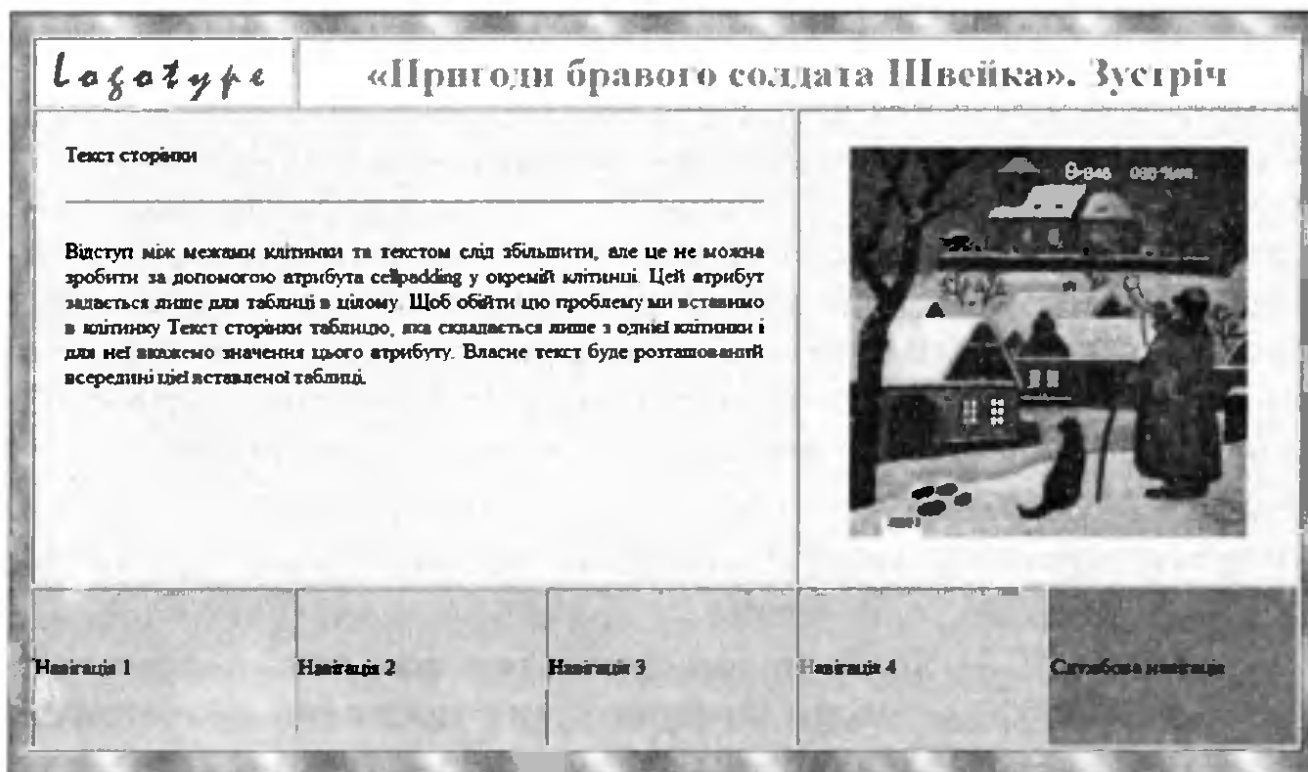 Logotype
«Пригоди бравого солдата Швейка». Зустріч
Текст сторінки
Відступ між межами клітинки та текстом слід збільшити, але це не можна
зробити за допомогою атрибута cellpadding у окремій клітинці. Цей атрибут
задається лише для таблиці в цілому. Щоб обійти цю проблему ми вставимо
в клітинку Текст сторінки таблицю, яка складається лише з однієї клітинки і
для неї вкажемо значення цього атрибуту. Власне текст буде розташований
всередині цієї вставленої таблиці.
Навігація 1
Навігація 2
Навігація 3
Навігація 4
Службова навігація